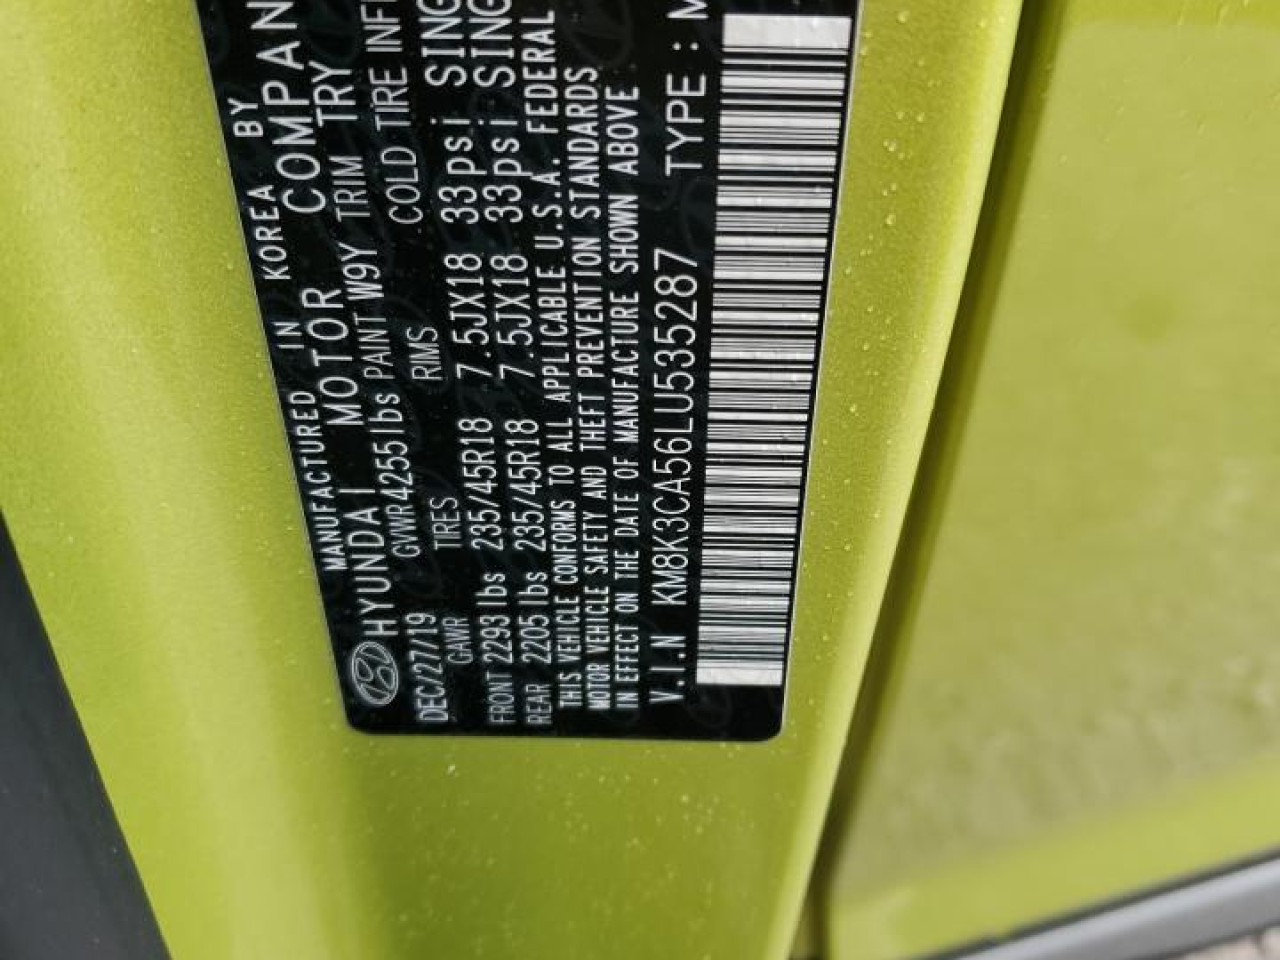 MANUFACTURED IN KOREA BY
HYUNDAI MOTOR COMPAN
DEC/27/19 GVWR 4255lbs PAINT W9Y TRIM TRY
GAWR TIRES RIMS COLD TIRE INF
FRONT 2293lbs 235/45R18 7.5JX18 33psi SING
REAR 2205lbs 235/45R18 7.5JX18 33psi SING
THIS VEHICLE CONFORMS TO ALL APPLICABLE U.S.A. FEDERAL
MOTOR VEHICLE SAFETY AND THEFT PREVENTION STANDARDS
IN EFFECT ON THE DATE OF MANUFACTURE SHOWN ABOVE
V.I.N KM8K3CA56LU535287 TYPE : M